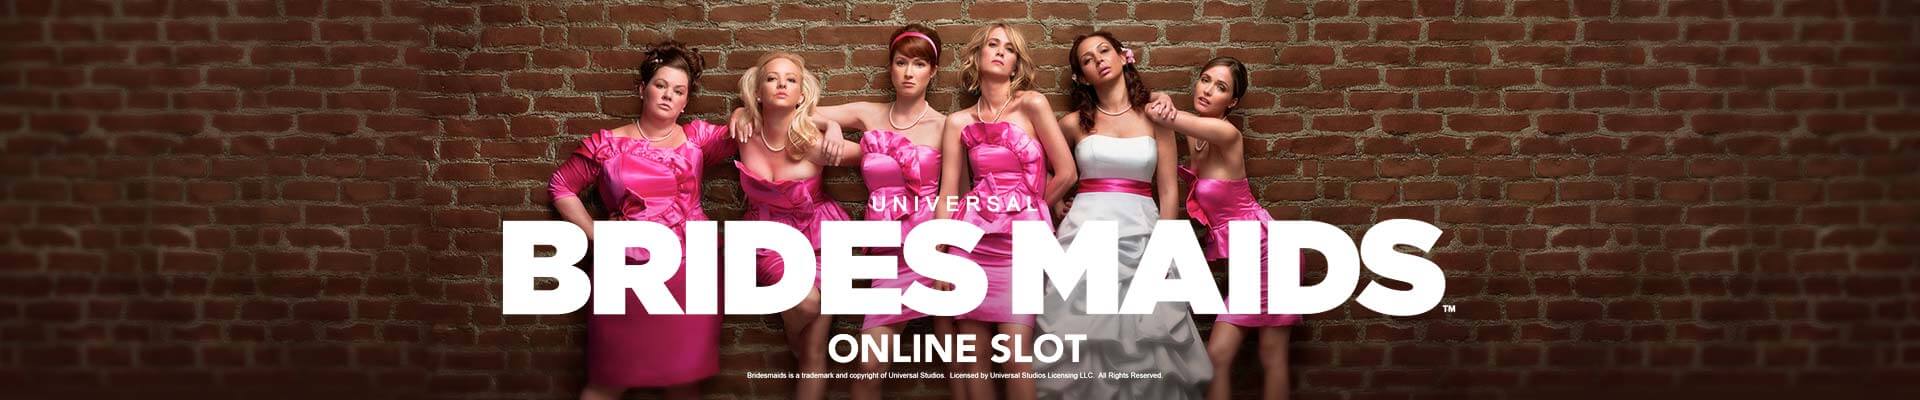 UNIVERSAL
BRIDESMAIDS™
ONLINE SLOT
Bridesmaids is a trademark and copyright of Universal Studios. Licensed by Universal Studios Licensing LLC. All Rights Reserved.